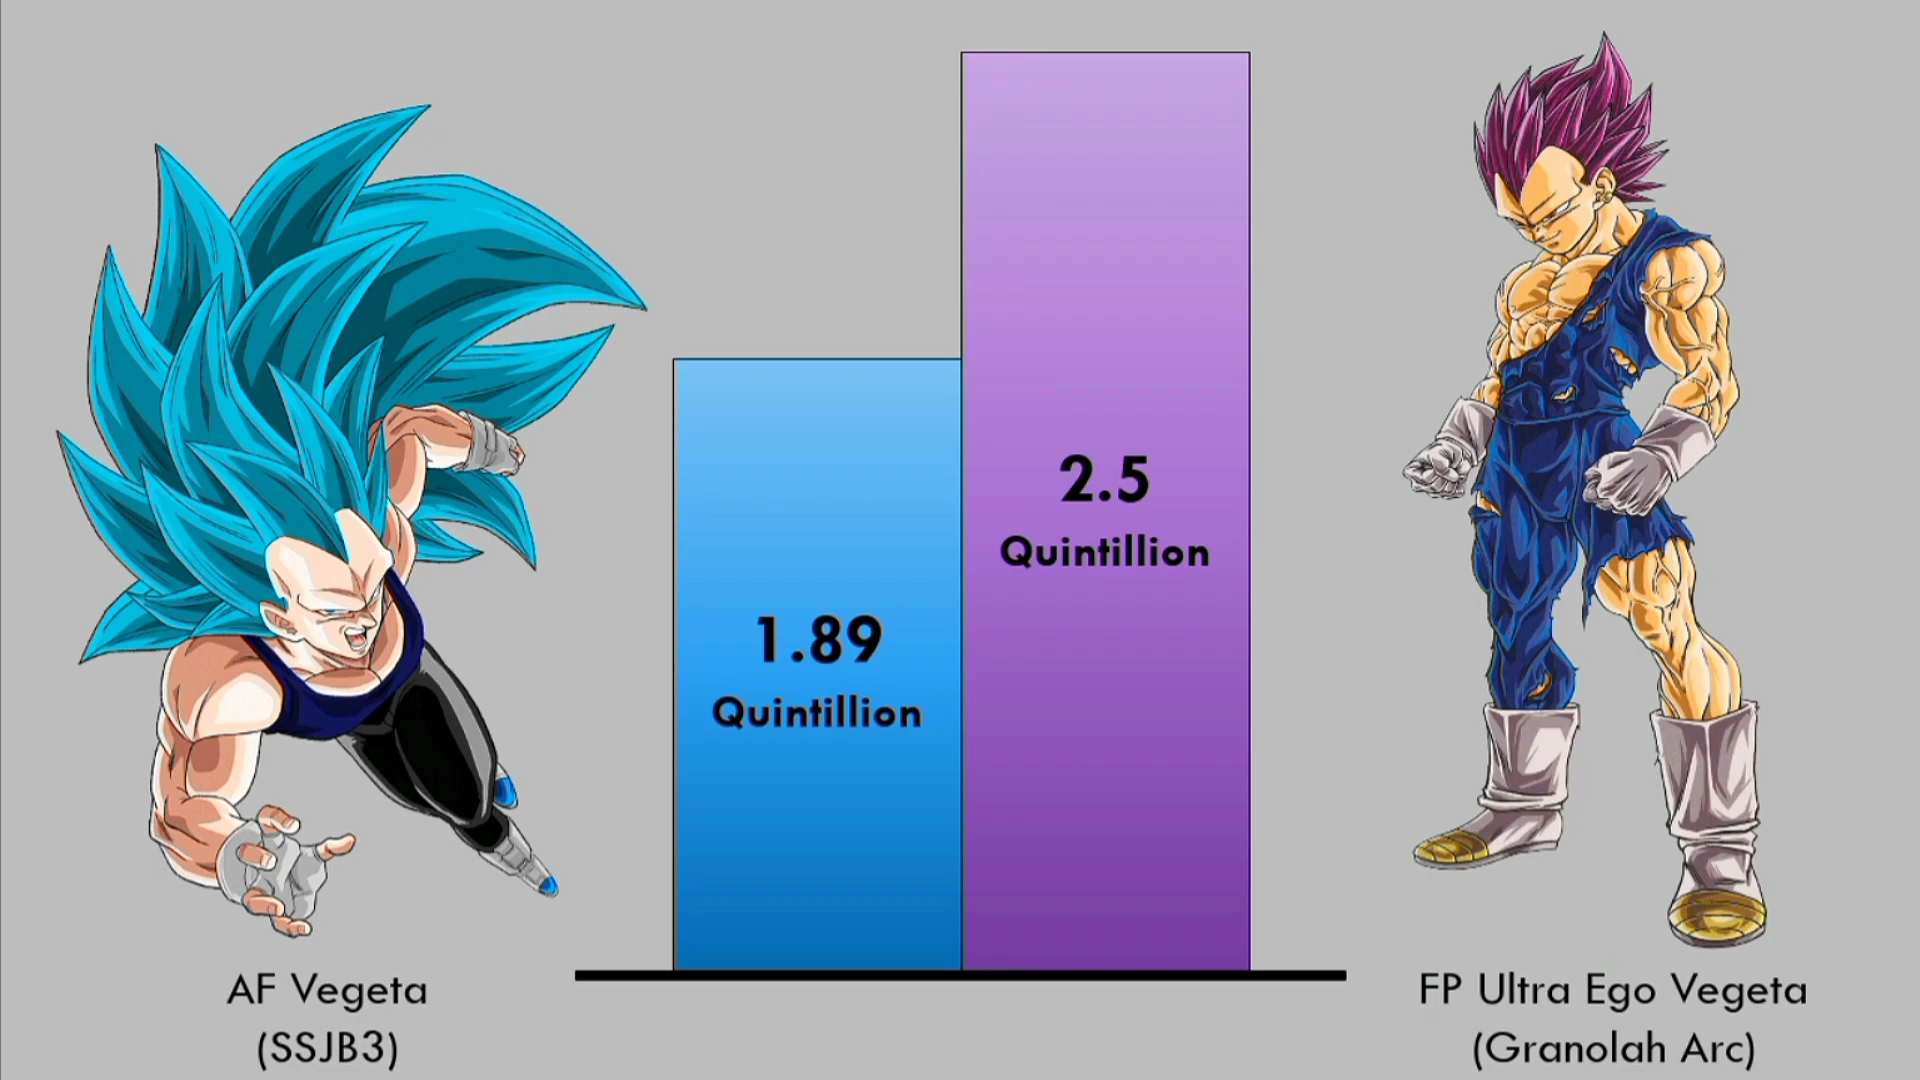 1.89
Quintillion
2.5
Quintillion
AF Vegeta
(SSJB3)
FP Ultra Ego Vegeta
(Granolah Arc)